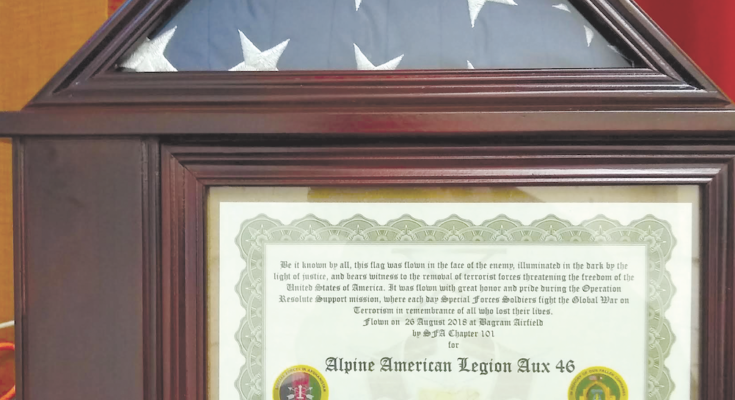 Be it known by all, this flag was flown in the face of the enemy, illuminated in the dark by the
light of justice, and bears witness to the removal of terrorist forces threatening the freedom of the
United States of America. It was flown with great honor and pride during the Operation
Resolute Support mission, where each day Special Forces Soldiers fight the Global War on
Terrorism in remembrance of all who lost their lives.
Flown on 26 August 2018 at Bagram Airfield
by SFA Chapter 101
for
Alpine American Legion Aux 46